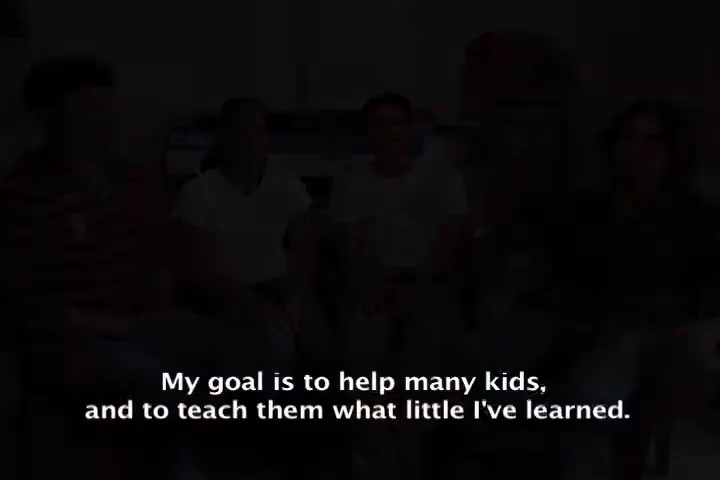 My goal is to help many kids,
and to teach them what little I've learned.